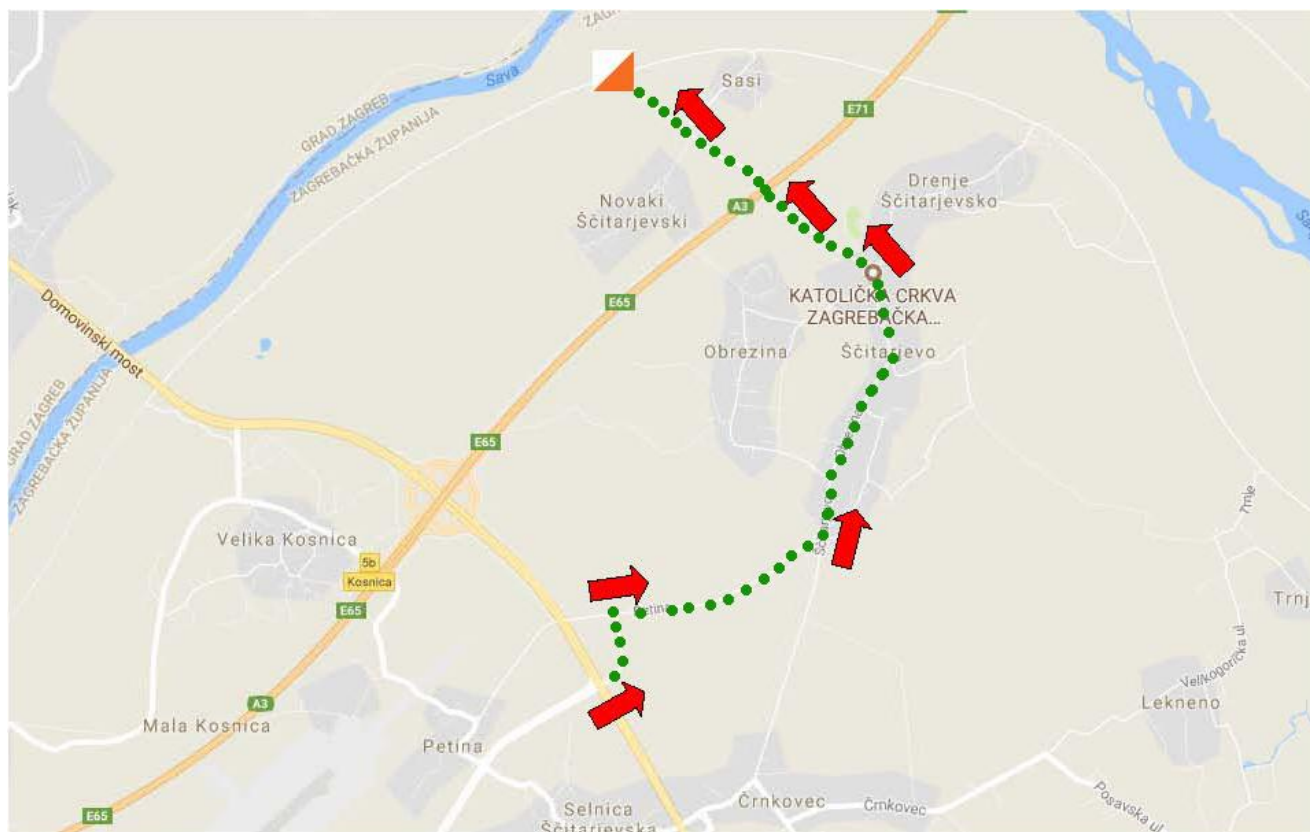 Sava
GRAD ZAGREB
ZAGREBAČKA ŽUPANIJA
Sasi
E71
Drenje
Ščitarjevsko
Novaki
Ščitarjevski
A3
E65
KATOLIČKA CRKVA
ZAGREBAČKA...
Domovinski most
Obrezina
Ščitarjevo
GRAD ZAGREB
ZAGREBAČKA ŽUPANIJA
E65
Velika Kosnica
5b
Kosnica
E65
Petina
Trnje
Trnj
Velikogorička ul.
A3
Mala Kosnica
Petina
Lekneno
E65
Selnica
Ščitarjevska
Črnkovec
Črnkovec
Posavska ul.